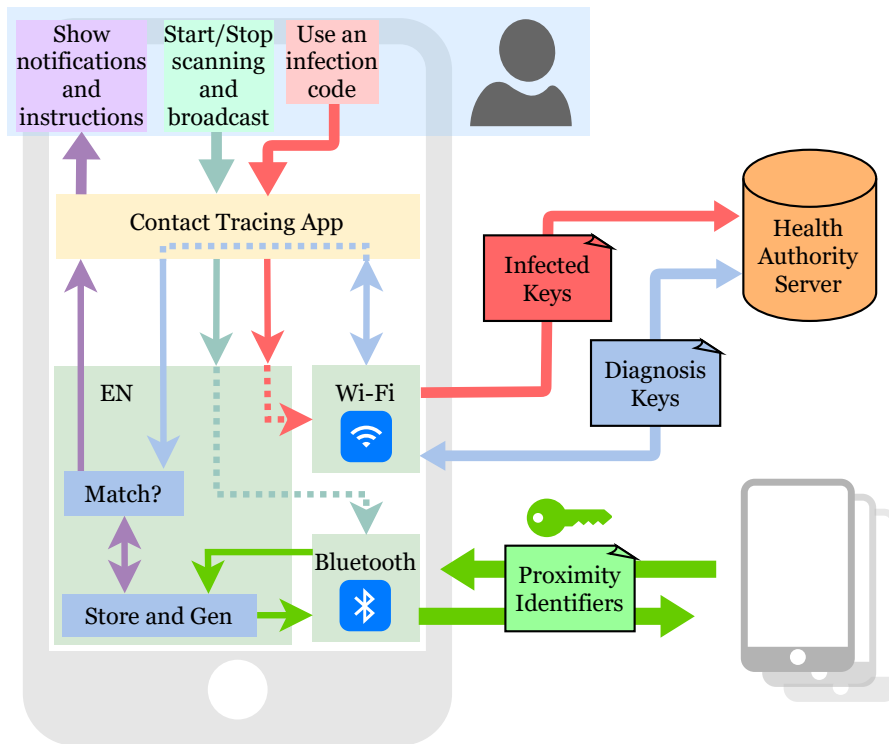 Show
notifications
and
instructions
Start/Stop
scanning
and
broadcast
Use an
infection
code
Contact Tracing App
Infected
Keys
Health
Authority
Server
EN
Wi-Fi
Diagnosis
Keys
Match?
Bluetooth
Proximity
Identifiers
Store and Gen